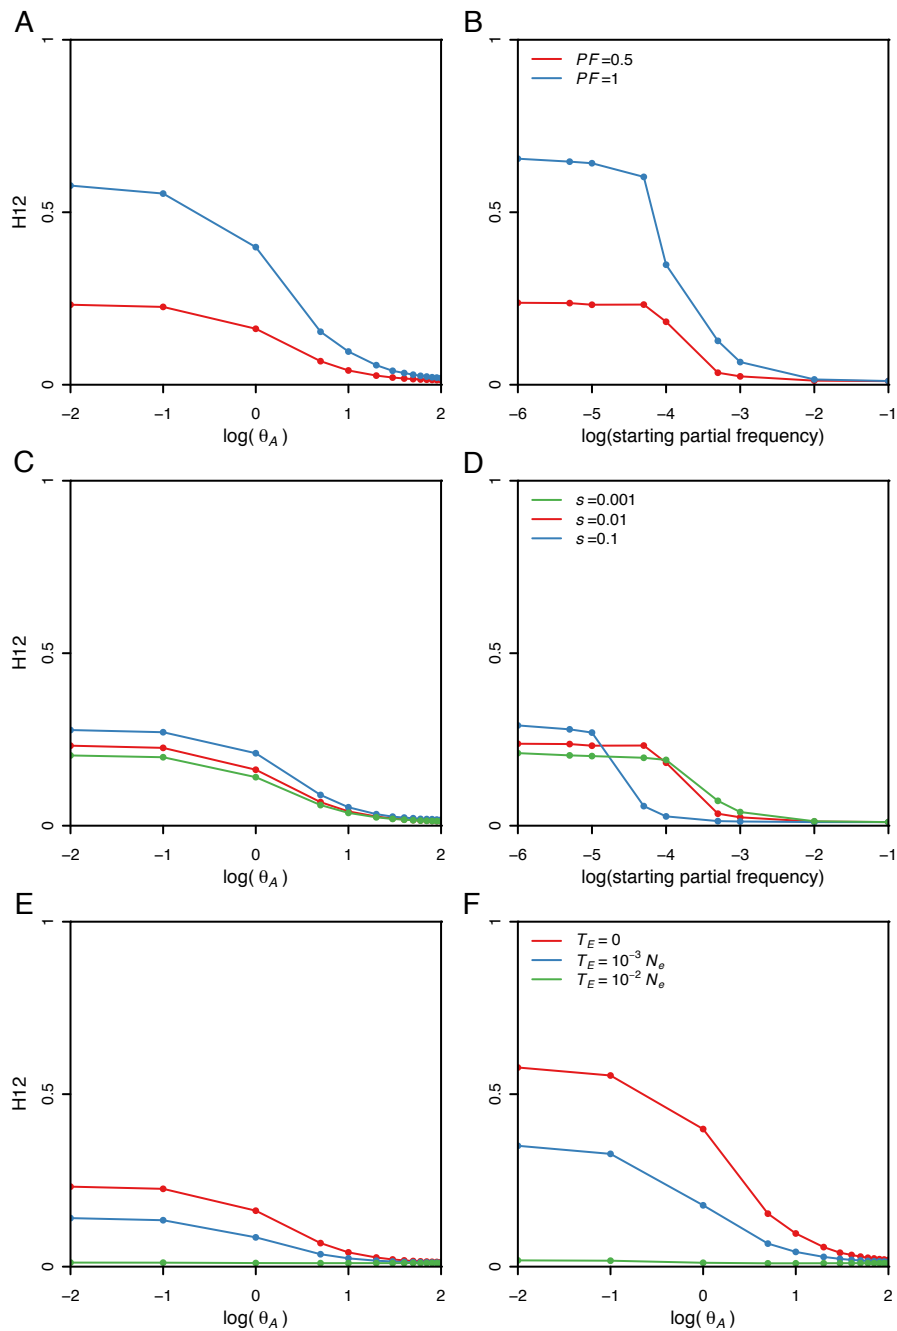 A
B
H12
0 0.5 1
−2 −1 0 1 2
log( θA )
PF=0.5
PF=1
0 0.5 1
−6 −5 −4 −3 −2 −1
log(starting partial frequency)
C
D
H12
0 0.5 1
−2 −1 0 1 2
log( θA )
s=0.001
s=0.01
s=0.1
0 0.5 1
−6 −5 −4 −3 −2 −1
log(starting partial frequency)
E
F
H12
0 0.5 1
−2 −1 0 1 2
log( θA )
TE = 0
TE = 10⁻³ Ne
TE = 10⁻² Ne
0 0.5 1
−2 −1 0 1 2
log( θA )